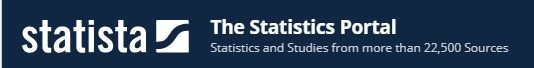 statista
The Statistics Portal
Statistics and Studies from more than 22,500 Sources